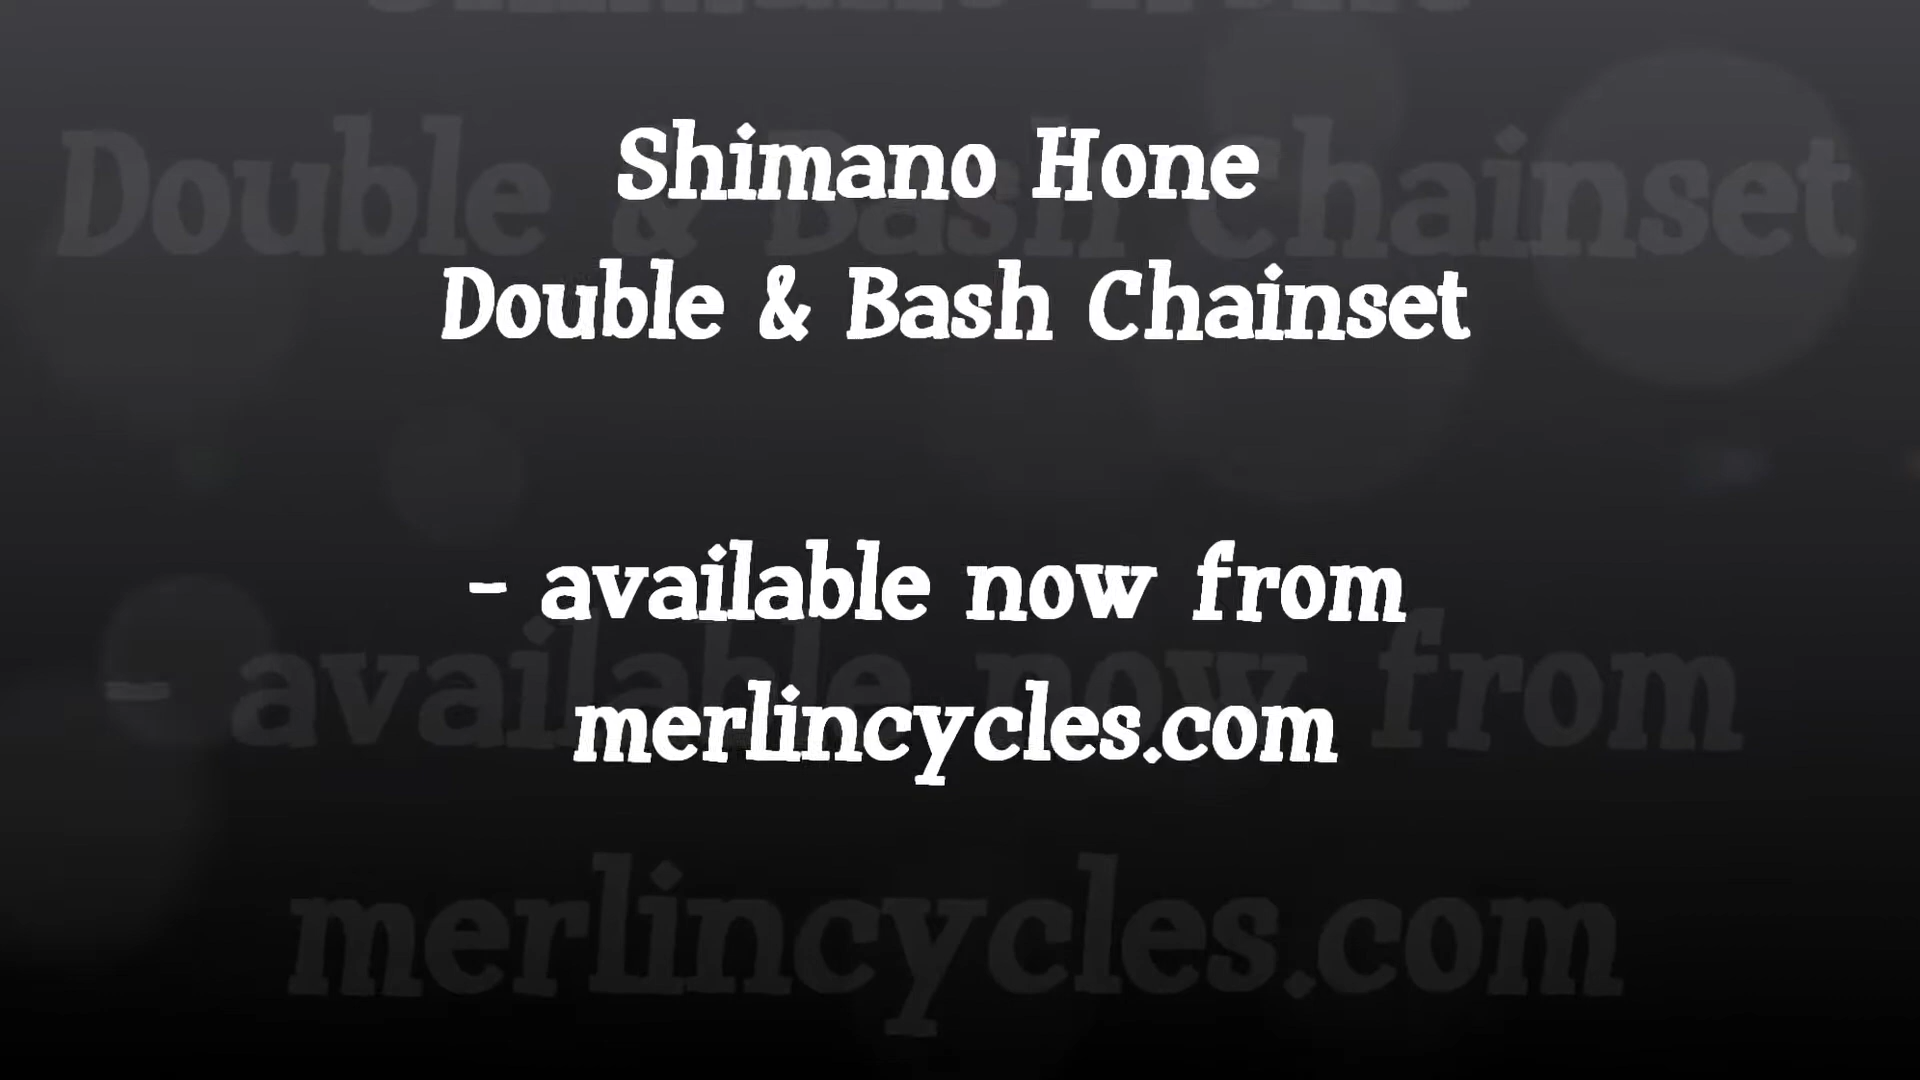 Shimano Hone
Double & Bash Chainset
- available now from
merlincycles.com